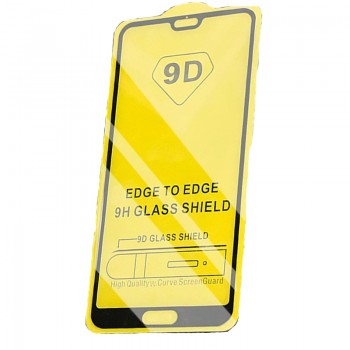 9D
EDGE TO EDGE
9H GLASS SHIELD
9D GLASS SHIELD
High Quality Curve ScreenGuard